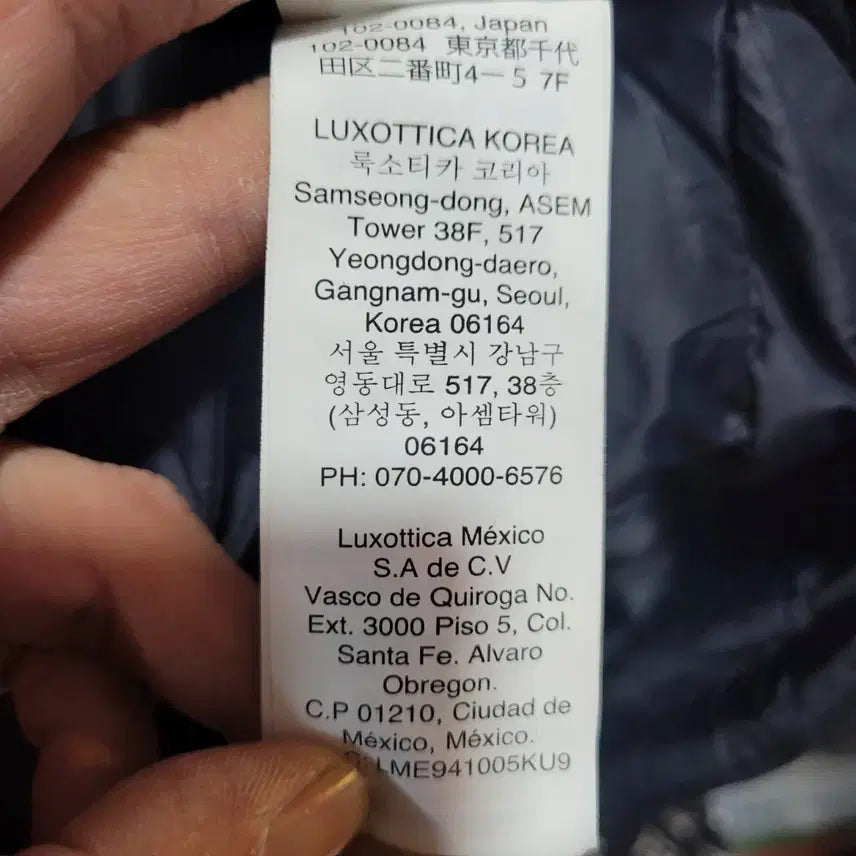 102-0084, Japan
102-0084 東京都千代
田区二番町4－５ 7F
LUXOTTICA KOREA
룩소티카 코리아
Samseong-dong, ASEM
Tower 38F, 517
Yeongdong-daero,
Gangnam-gu, Seoul,
Korea 06164
서울 특별시 강남구
영동대로 517, 38층
(삼성동, 아셈타워)
06164
PH: 070-4000-6576
Luxottica México
S.A de C.V
Vasco de Quiroga No.
Ext. 3000 Piso 5, Col.
Santa Fe. Alvaro
Obregon.
C.P 01210, Ciudad de
México, México.
LME941005KU9